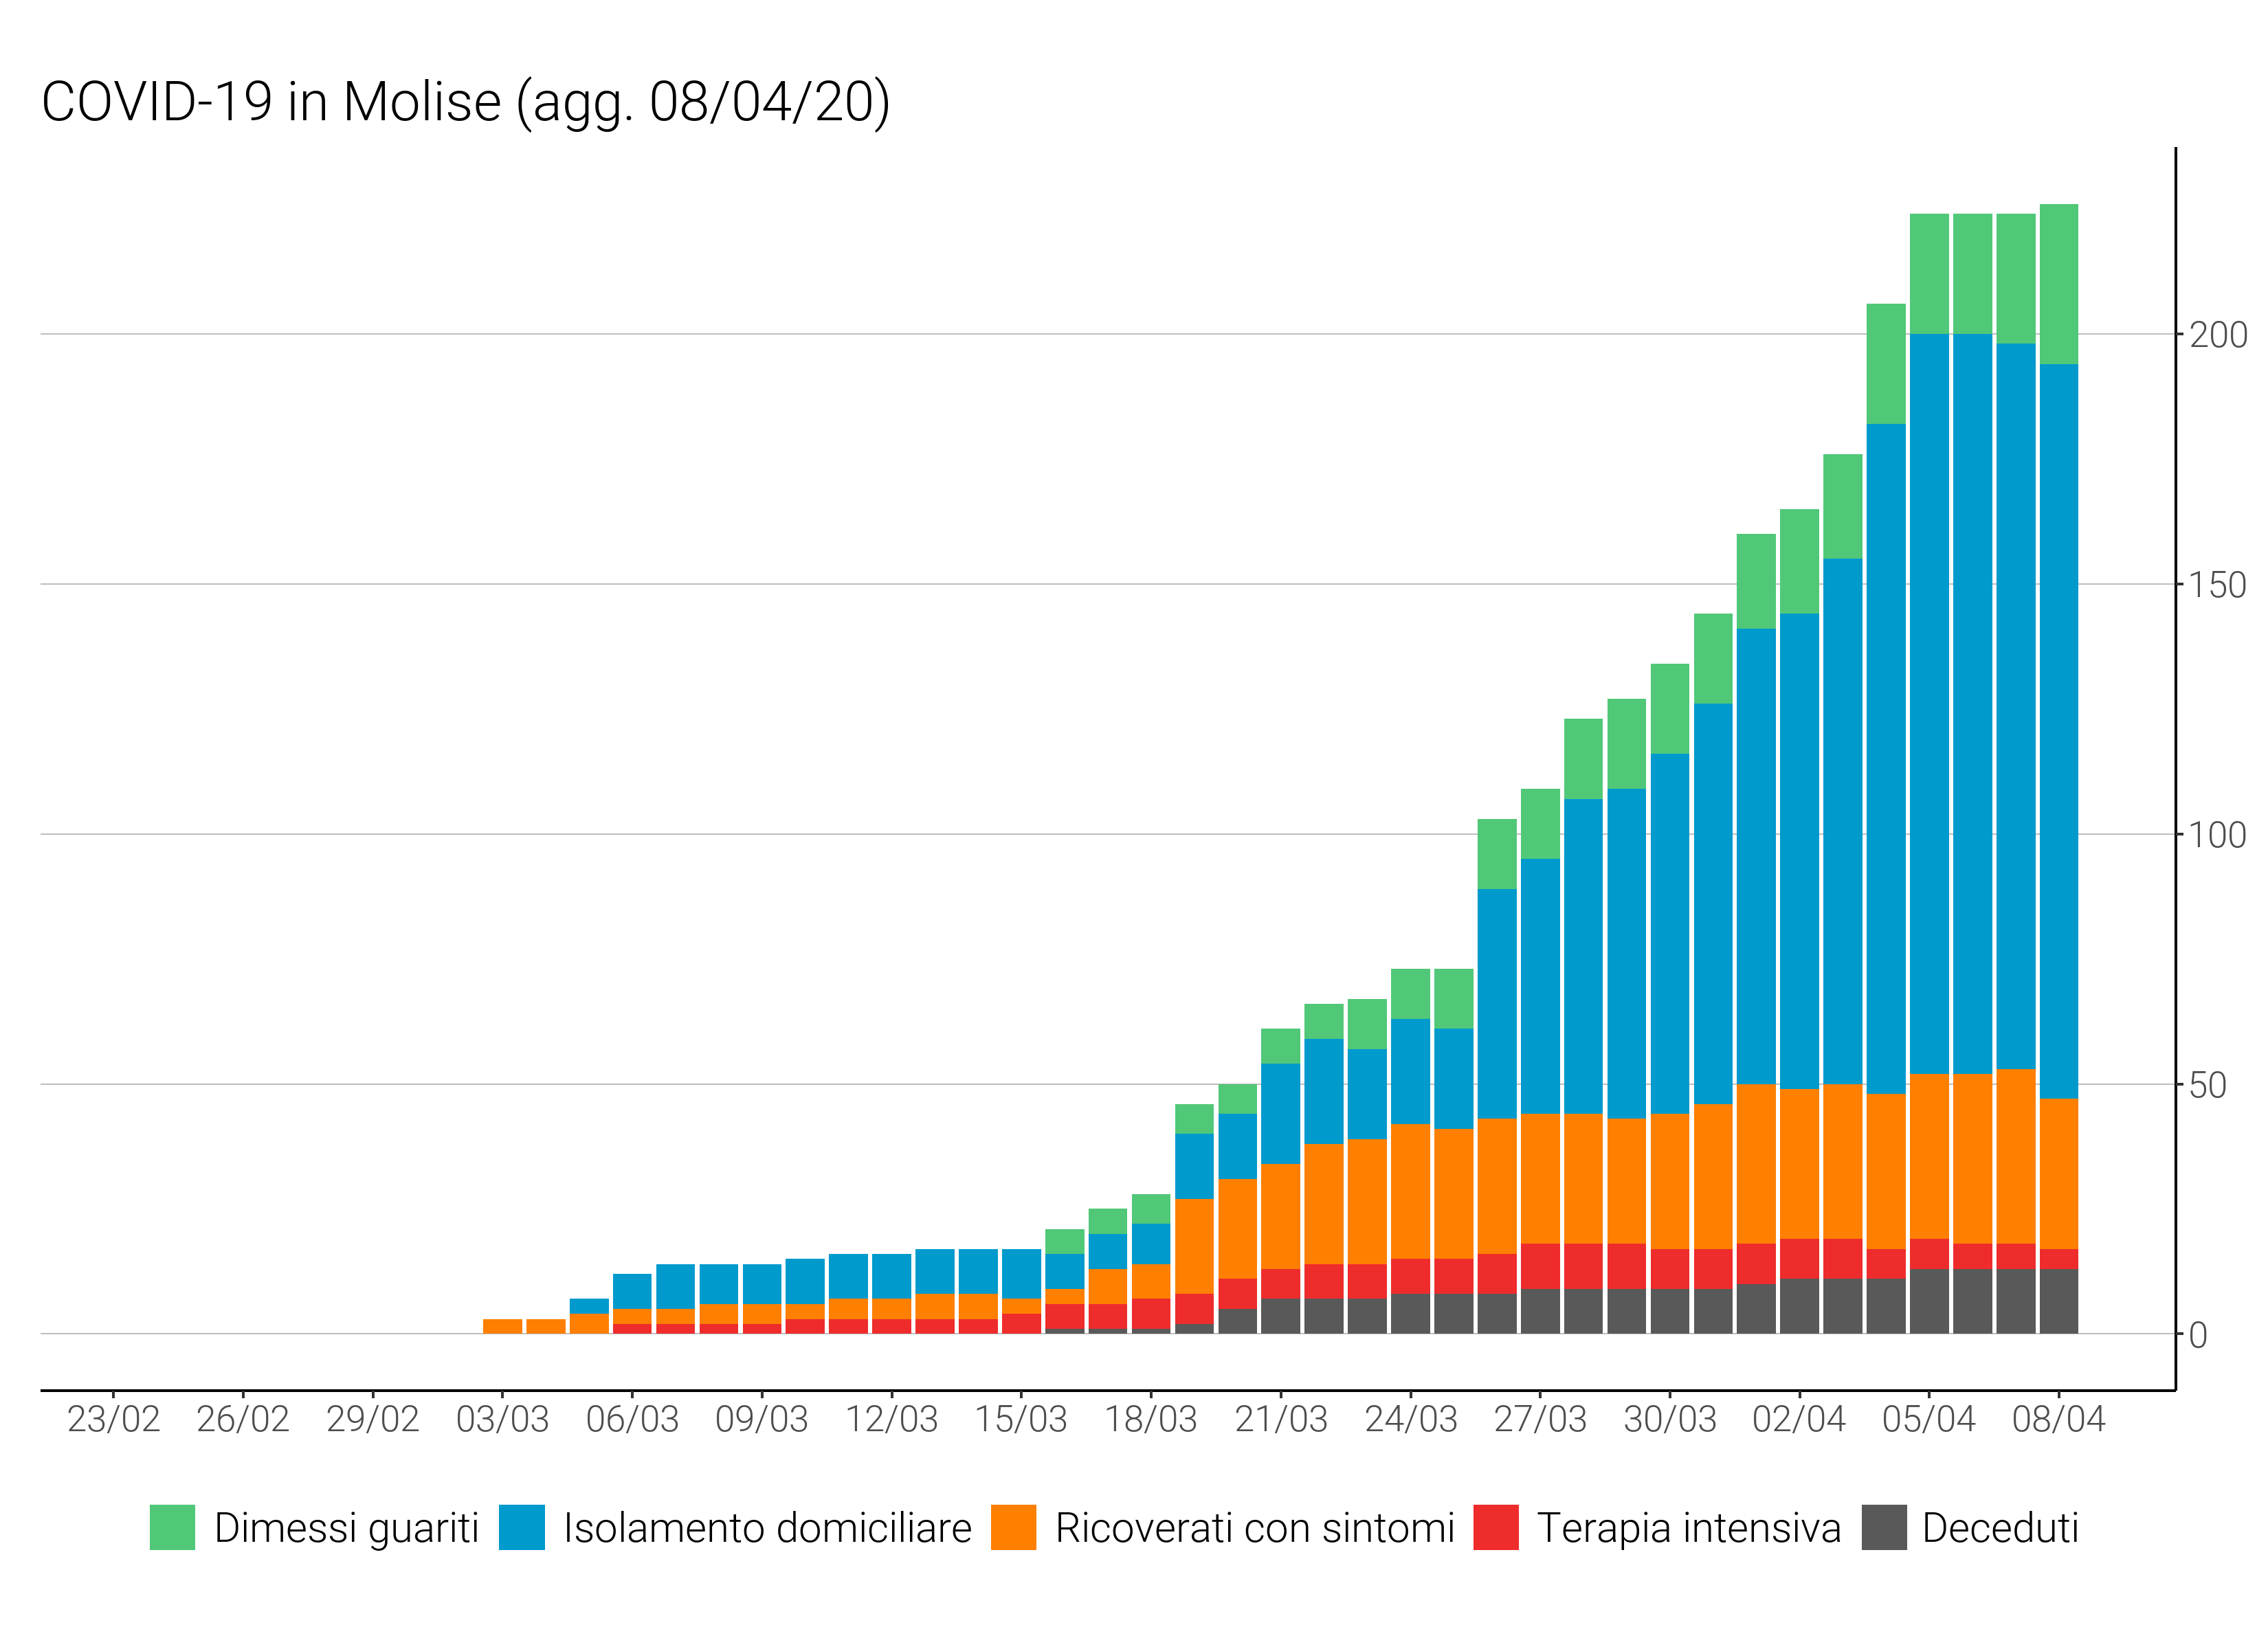 COVID-19 in Molise (agg. 08/04/20)
200
150
100
50
0
23/02 26/02 29/02 03/03 06/03 09/03 12/03 15/03 18/03 21/03 24/03 27/03 30/03 02/04 05/04 08/04
Dimessi guariti Isolamento domiciliare Ricoverati con sintomi Terapia intensiva Deceduti